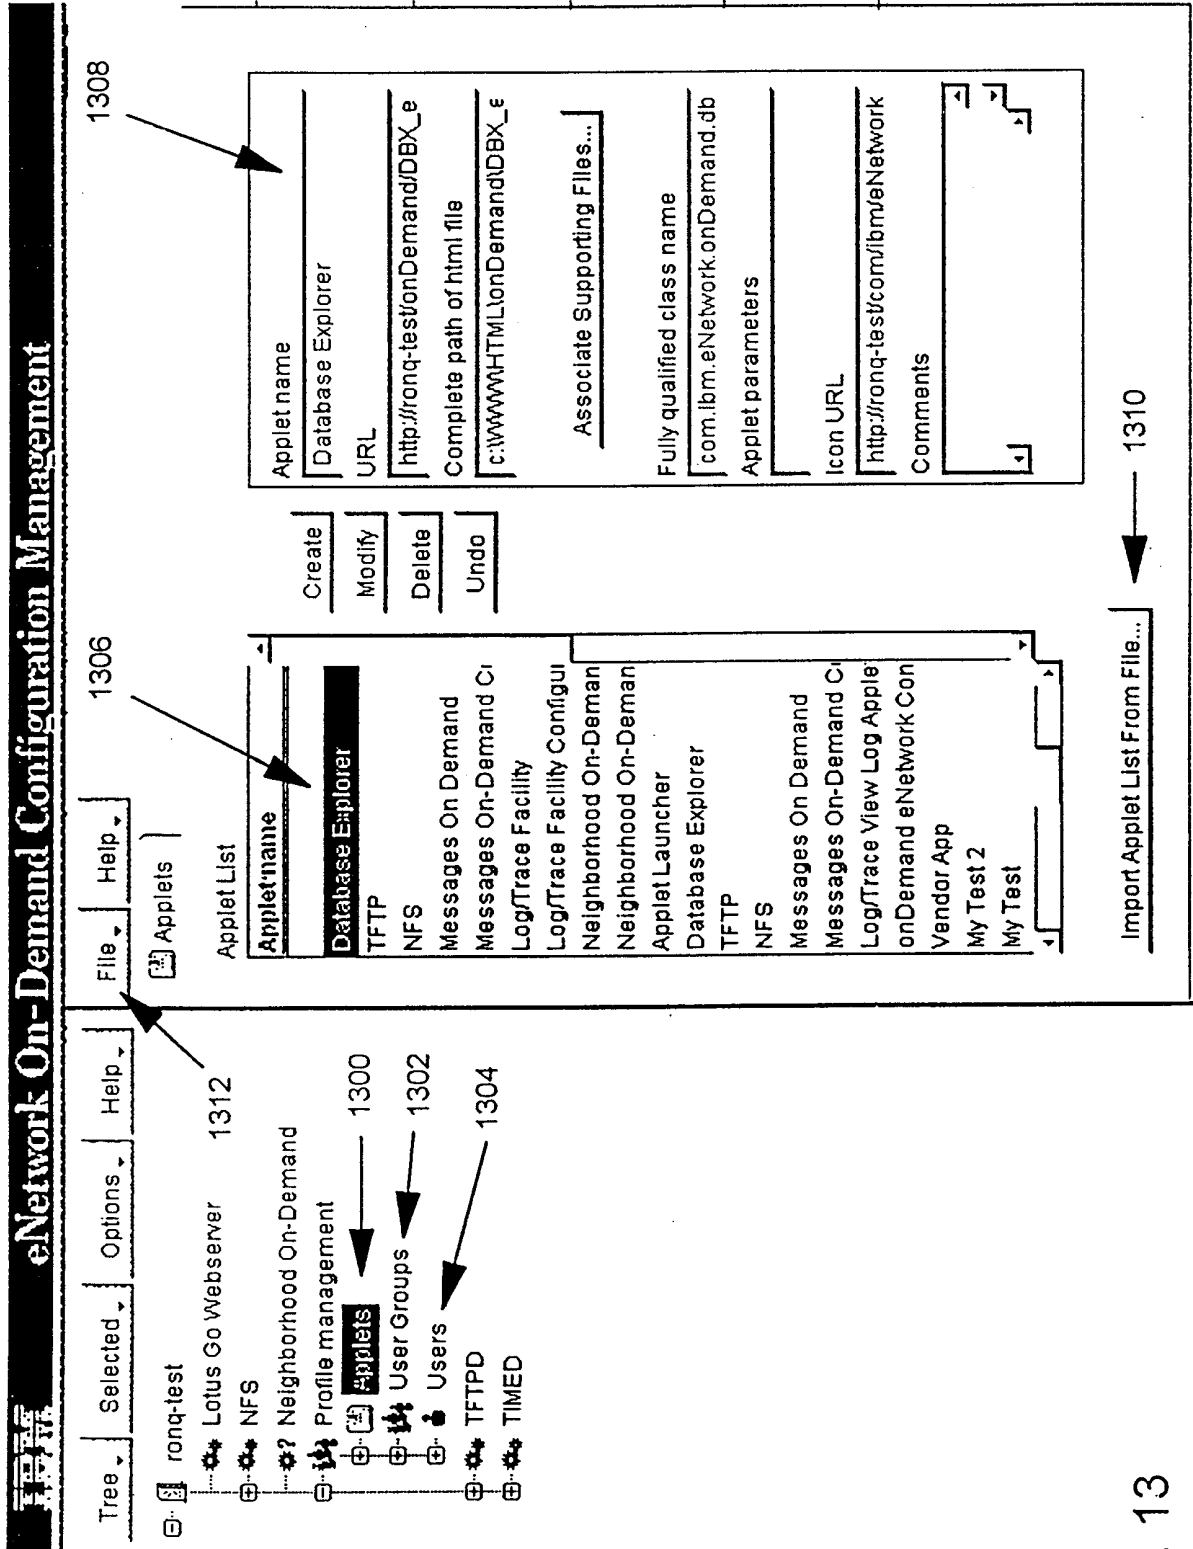 IBM
eNetwork On-Demand Configuration Management
Tree
Selected
Options
Help
ronq-test
Lotus Go Webserver
NFS
Neighborhood On-Demand
Profile management
Applets
User Groups
Users
TFTPD
TIMED
1312
1300
1302
1304
File
Help
Applets
1306
1308
Applet List
Applet name
Database Explorer
TFTP
NFS
Messages On Demand
Messages On-Demand
Log/Trace Facility
Log/Trace Facility Configui
Neighborhood On-Deman
Neighborhood On-Deman
Applet Launcher
Database Explorer
TFTP
NFS
Messages On Demand
Messages On-Demand
Log/Trace View Log Apple
onDemand eNetwork Con
Vendor App
My Test 2
My Test
Import Applet List From File...
1310
Create
Modify
Delete
Undo
Applet name
Database Explorer
URL
http://ronq-test/onDemand/DBX_e
Complete path of html file
c:\WWW\HTML\onDemand\DBX_e
Associate Supporting Files...
Fully qualified class name
com.ibm.eNetwork.onDemand.db
Applet parameters
Icon URL
http://ronq-test/com/ibm/eNetwork
Comments
13